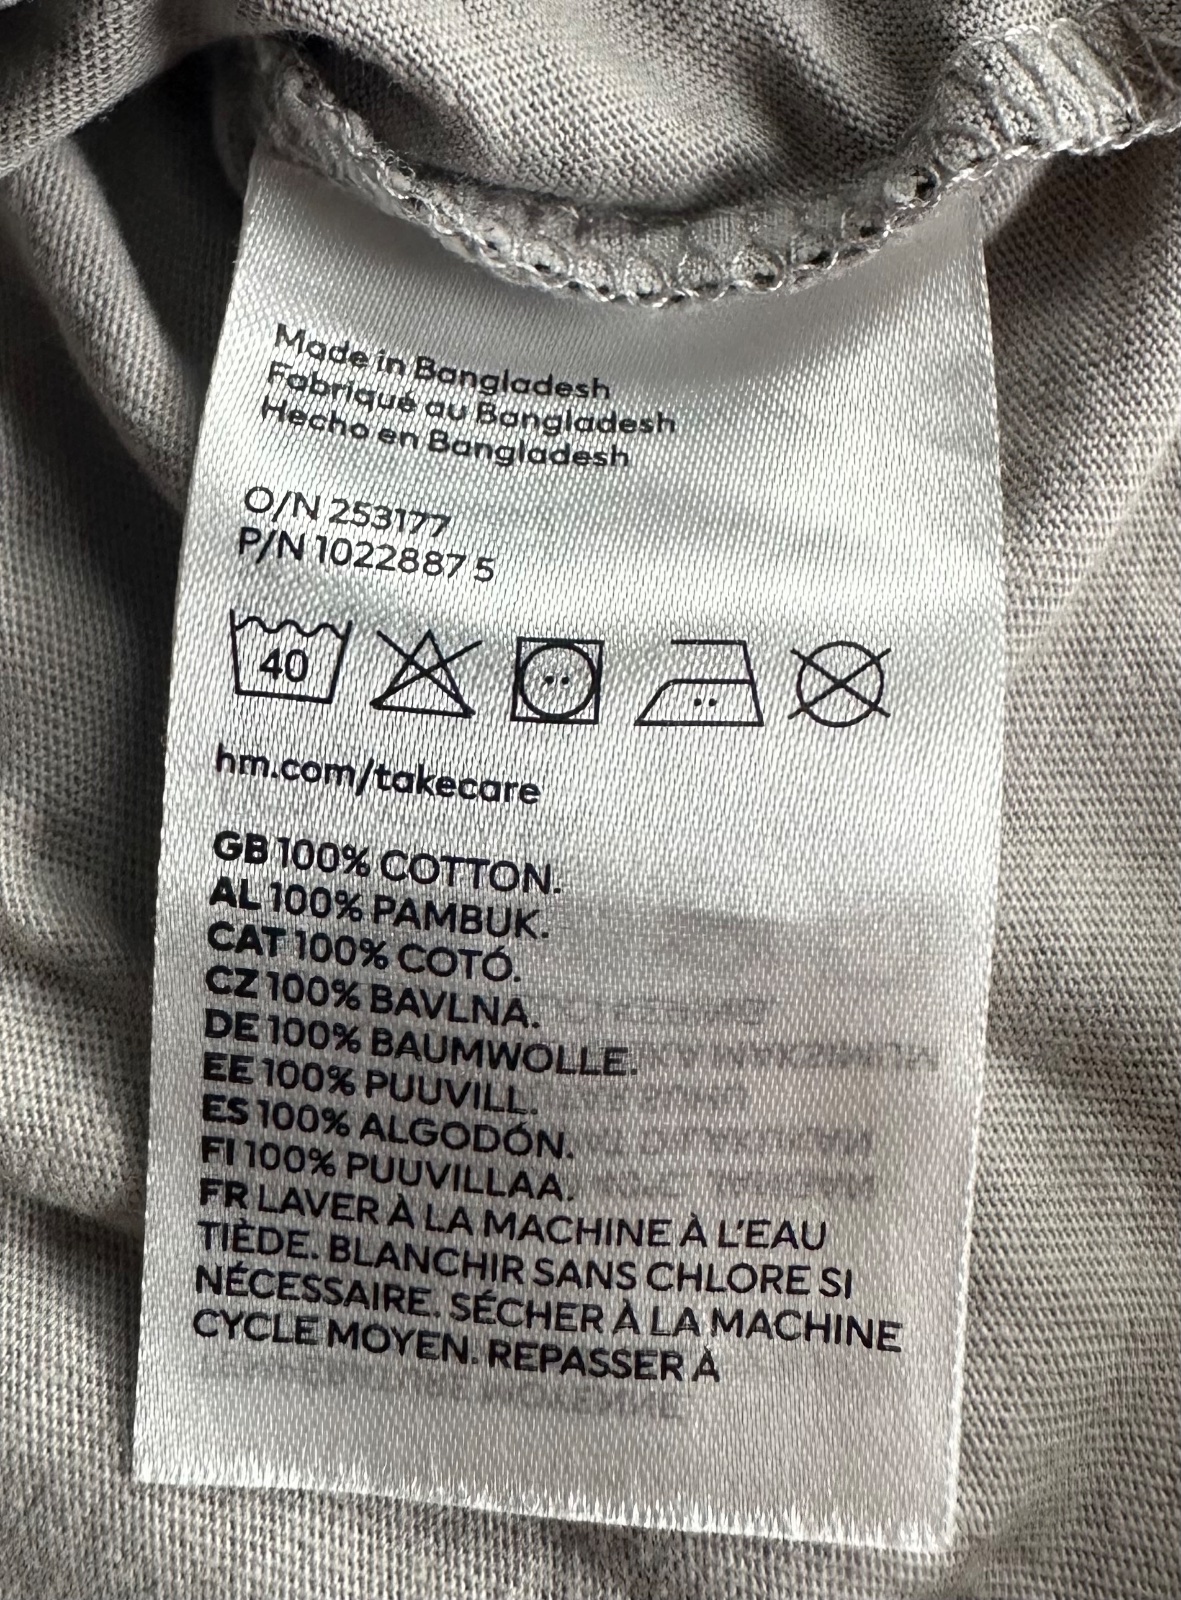 Made in Bangladesh
Fabriqué au Bangladesh
Hecho en Bangladesh
O/N 253177
P/N 1022887 5
40
hm.com/takecare
GB 100% COTTON.
AL 100% PAMBUK.
CAT 100% COTÓ.
CZ 100% BAVLNA.
DE 100% BAUMWOLLE.
EE 100% PUUVILL.
ES 100% ALGODÓN.
FI 100% PUUVILLAA.
FR LAVER À LA MACHINE À L'EAU
TIÈDE. BLANCHIR SANS CHLORE SI
NÉCESSAIRE. SÉCHER À LA MACHINE
CYCLE MOYEN. REPASSER À